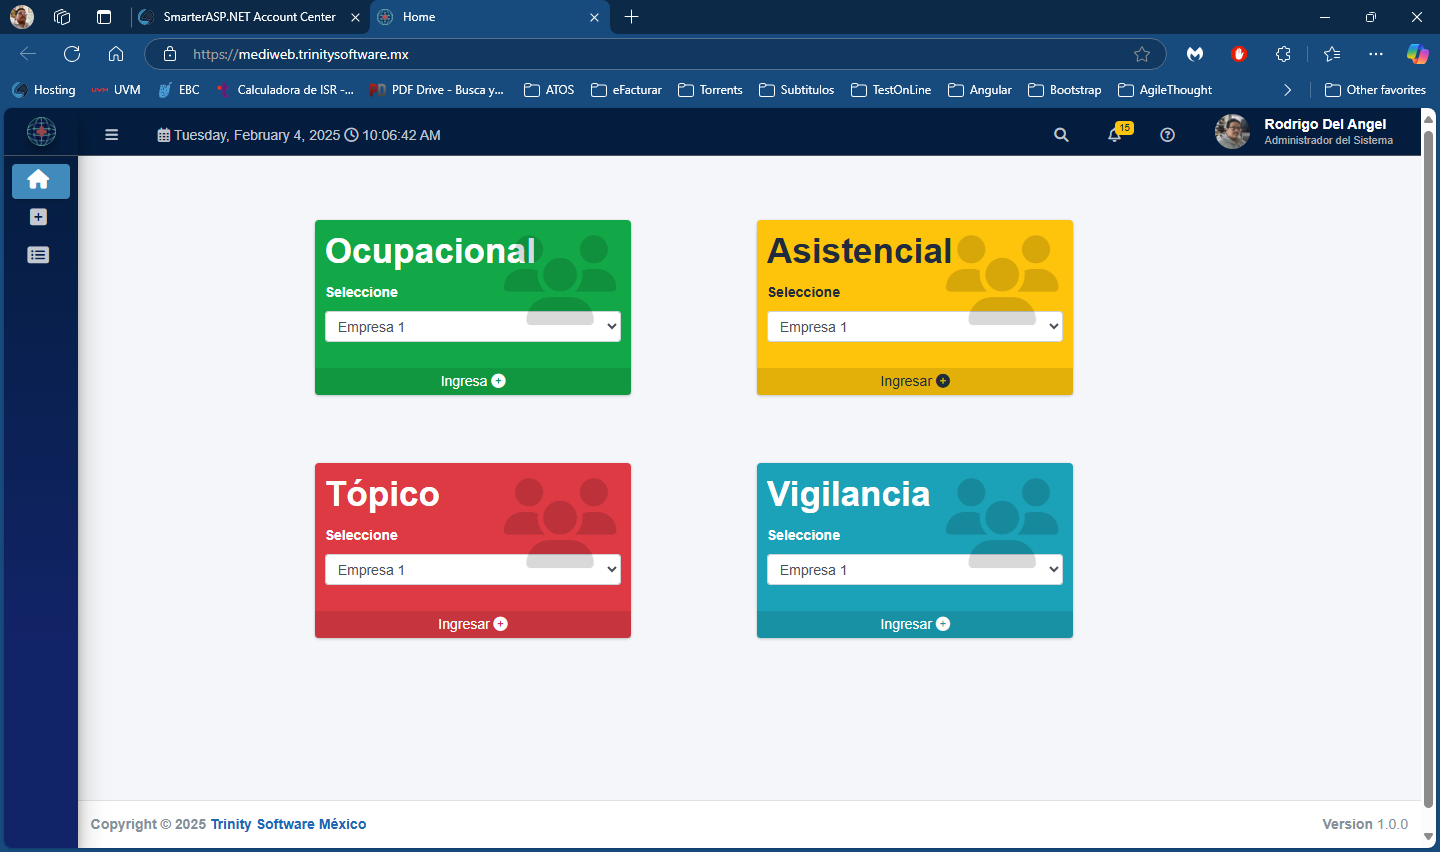 SmarterASP.NET Account Center
Home
https://mediweb.trinitysoftware.mx
Hosting
UVM UVM
EBC
Calculadora de ISR -...
PDF Drive - Busca y...
ATOS
eFacturar
Torrents
Subtitulos
TestOnLine
Angular
Bootstrap
AgileThought
Other favorites
Tuesday, February 4, 2025 10:06:42 AM
15
Rodrigo Del Angel
Administrador del Sistema
Ocupacional
Seleccione
Empresa 1
Ingresa
Asistencial
Seleccione
Empresa 1
Ingresar
Tópico
Seleccione
Empresa 1
Ingresar
Vigilancia
Seleccione
Empresa 1
Ingresar
Copyright © 2025 Trinity Software México
Version 1.0.0